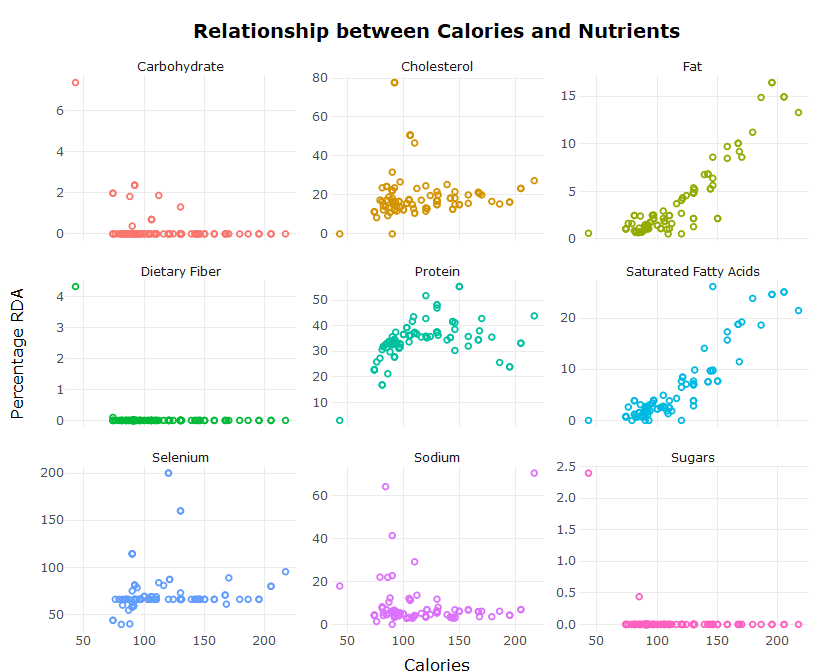 Relationship between Calories and Nutrients
Carbohydrate
Cholesterol
Fat
6
4
2
0
80
60
40
20
0
15
10
5
0
Dietary Fiber
Protein
Saturated Fatty Acids
4
3
2
1
0
50
40
30
20
10
20
10
0
Percentage RDA
Selenium
Sodium
Sugars
200
150
100
50
60
40
20
0
2.5
2.0
1.5
1.0
0.5
0.0
50 100 150 200
50 100 150 200
50 100 150 200
Calories